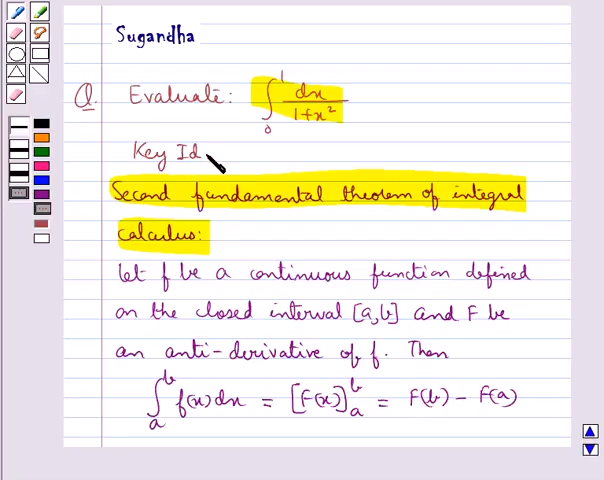 Sugandha
Q. Evaluate: ∫₀¹ dx/(1+x²)
Key Id
Second fundamental theorem of integral
calculus:
Let f be a continuous function defined
on the closed interval [a,b] and F be
an anti-derivative of f. Then
∫ₐᵇ f(x)dx = [F(x)]ₐᵇ = F(b) - F(a)